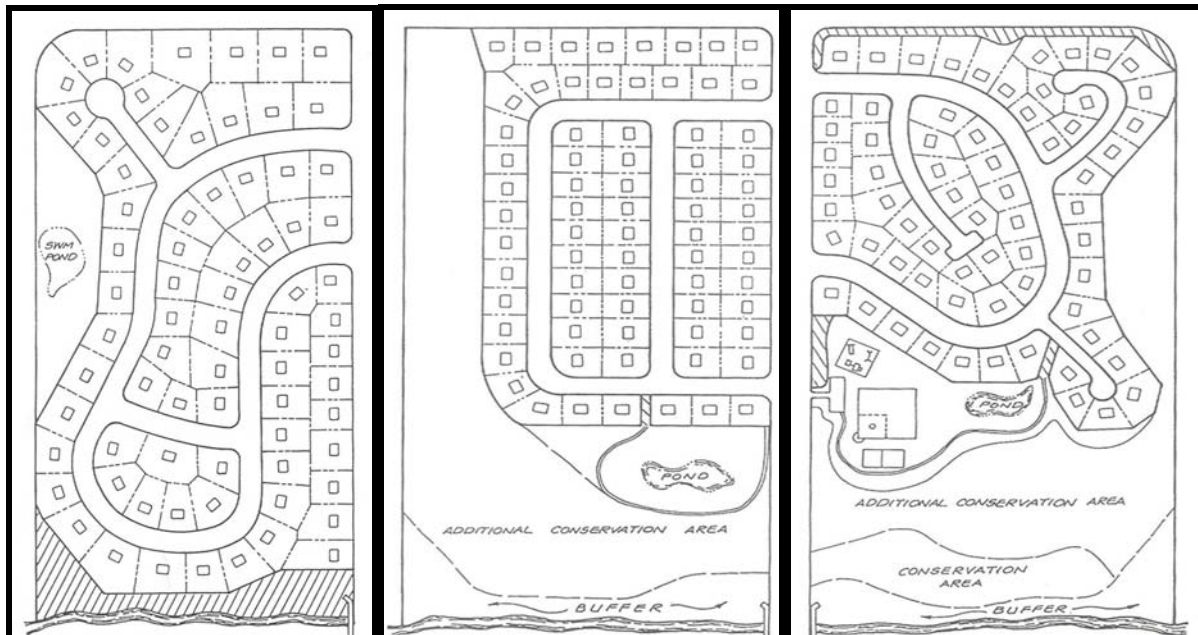 SWM
POND
POND
ADDITIONAL CONSERVATION AREA
BUFFER
POND
ADDITIONAL CONSERVATION AREA
CONSERVATION
AREA
BUFFER